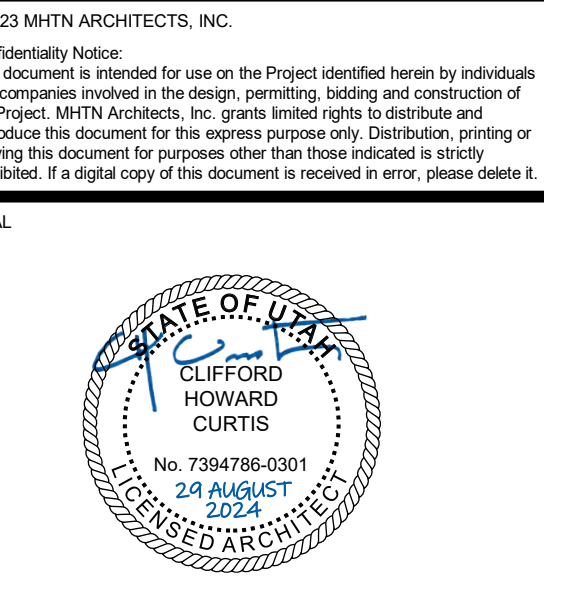 23 MHTN ARCHITECTS, INC.
fidentiality Notice:
document is intended for use on the Project identified herein by individuals
companies involved in the design, permitting, bidding and construction of
Project. MHTN Architects, Inc. grants limited rights to distribute and
oduce this document for this express purpose only. Distribution, printing or
ying this document for purposes other than those indicated is strictly
ibited. If a digital copy of this document is received in error, please delete it.
AL
STATE OF UTAH
CLIFFORD
HOWARD
CURTIS
No. 7394786-0301
29 AUGUST
2024
LICENSED ARCHITECT